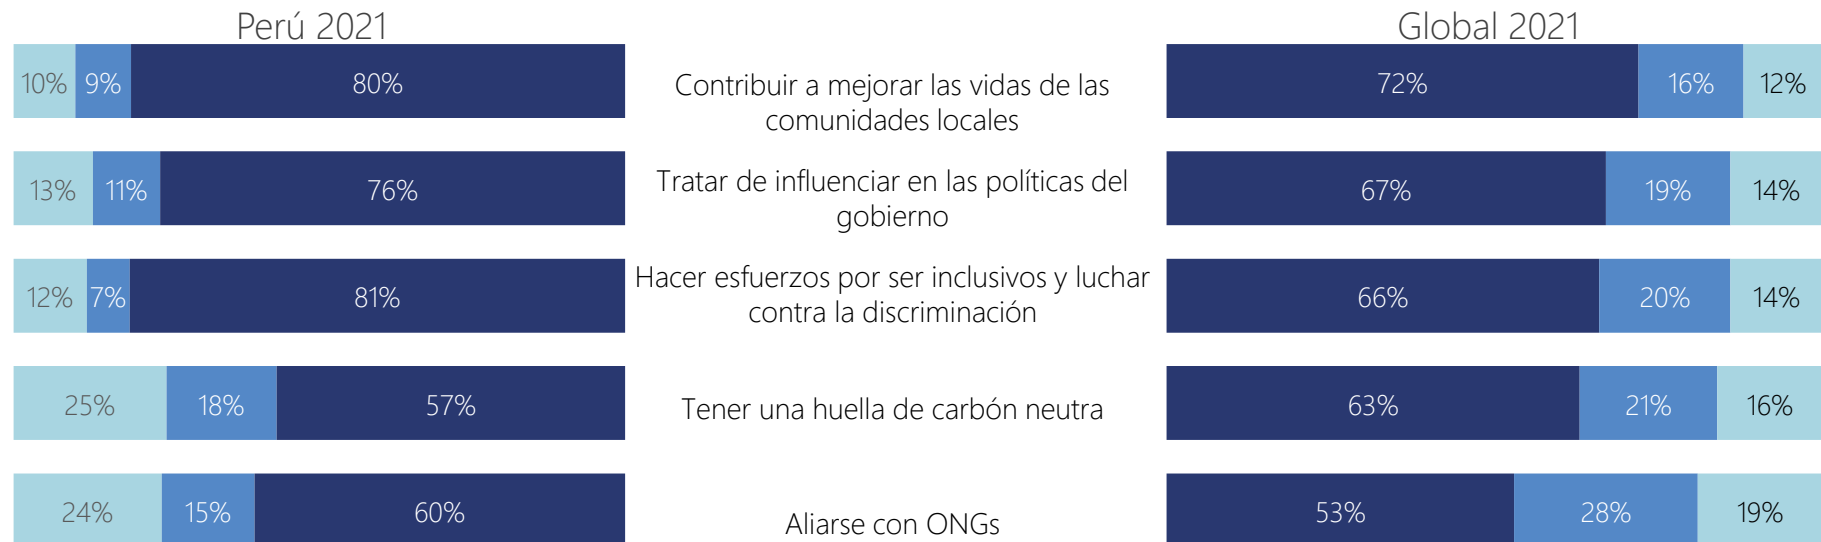 Perú 2021
Global 2021
10% 9% 80%
Contribuir a mejorar las vidas de las
comunidades locales
72% 16% 12%
13% 11% 76%
Tratar de influenciar en las políticas del
gobierno
67% 19% 14%
12% 7% 81%
Hacer esfuerzos por ser inclusivos y luchar
contra la discriminación
66% 20% 14%
25% 18% 57%
Tener una huella de carbón neutra
63% 21% 16%
24% 15% 60%
Aliarse con ONGs
53% 28% 19%